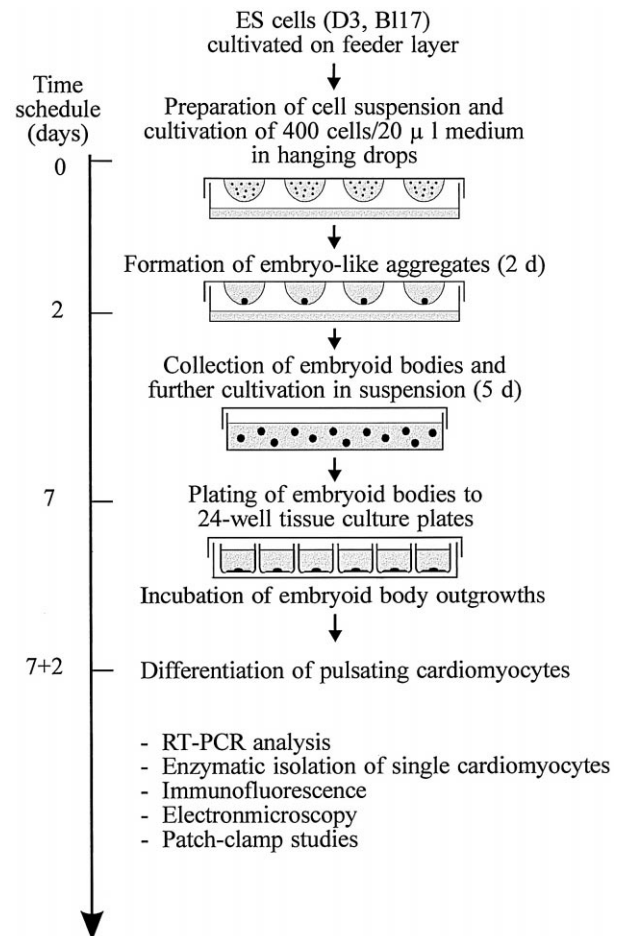 ES cells (D3, Bl17)
cultivated on feeder layer
Time
schedule
(days)
Preparation of cell suspension and
cultivation of 400 cells/20 μ l medium
in hanging drops
0
Formation of embryo-like aggregates (2 d)
2
Collection of embryoid bodies and
further cultivation in suspension (5 d)
7
Plating of embryoid bodies to
24-well tissue culture plates
Incubation of embryoid body outgrowths
7+2
Differentiation of pulsating cardiomyocytes
- RT-PCR analysis
- Enzymatic isolation of single cardiomyocytes
- Immunofluorescence
- Electronmicroscopy
- Patch-clamp studies